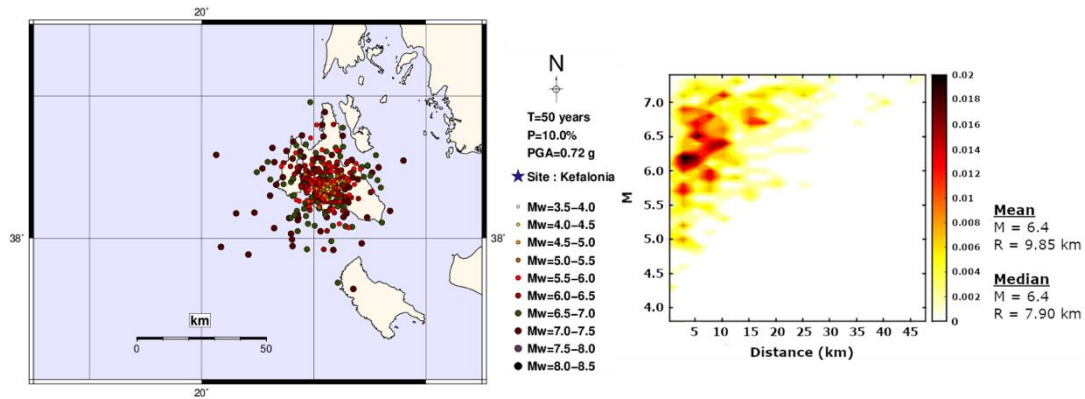 20˚
38˚
38˚
20˚
km
0
50
N
T=50 years
P=10.0%
PGA=0.72 g
Site : Kefalonia
Mw=3.5–4.0
Mw=4.0–4.5
Mw=4.5–5.0
Mw=5.0–5.5
Mw=5.5–6.0
Mw=6.0–6.5
Mw=6.5–7.0
Mw=7.0–7.5
Mw=7.5–8.0
Mw=8.0–8.5
M
7.0
6.5
6.0
5.5
5.0
4.5
4.0
5 10 15 20 25 30 35 40 45
Distance (km)
0.02
0.018
0.016
0.014
0.012
0.01
0.008
0.006
0.004
0.002
0
Mean
M = 6.4
R = 9.85 km
Median
M = 6.4
R = 7.90 km